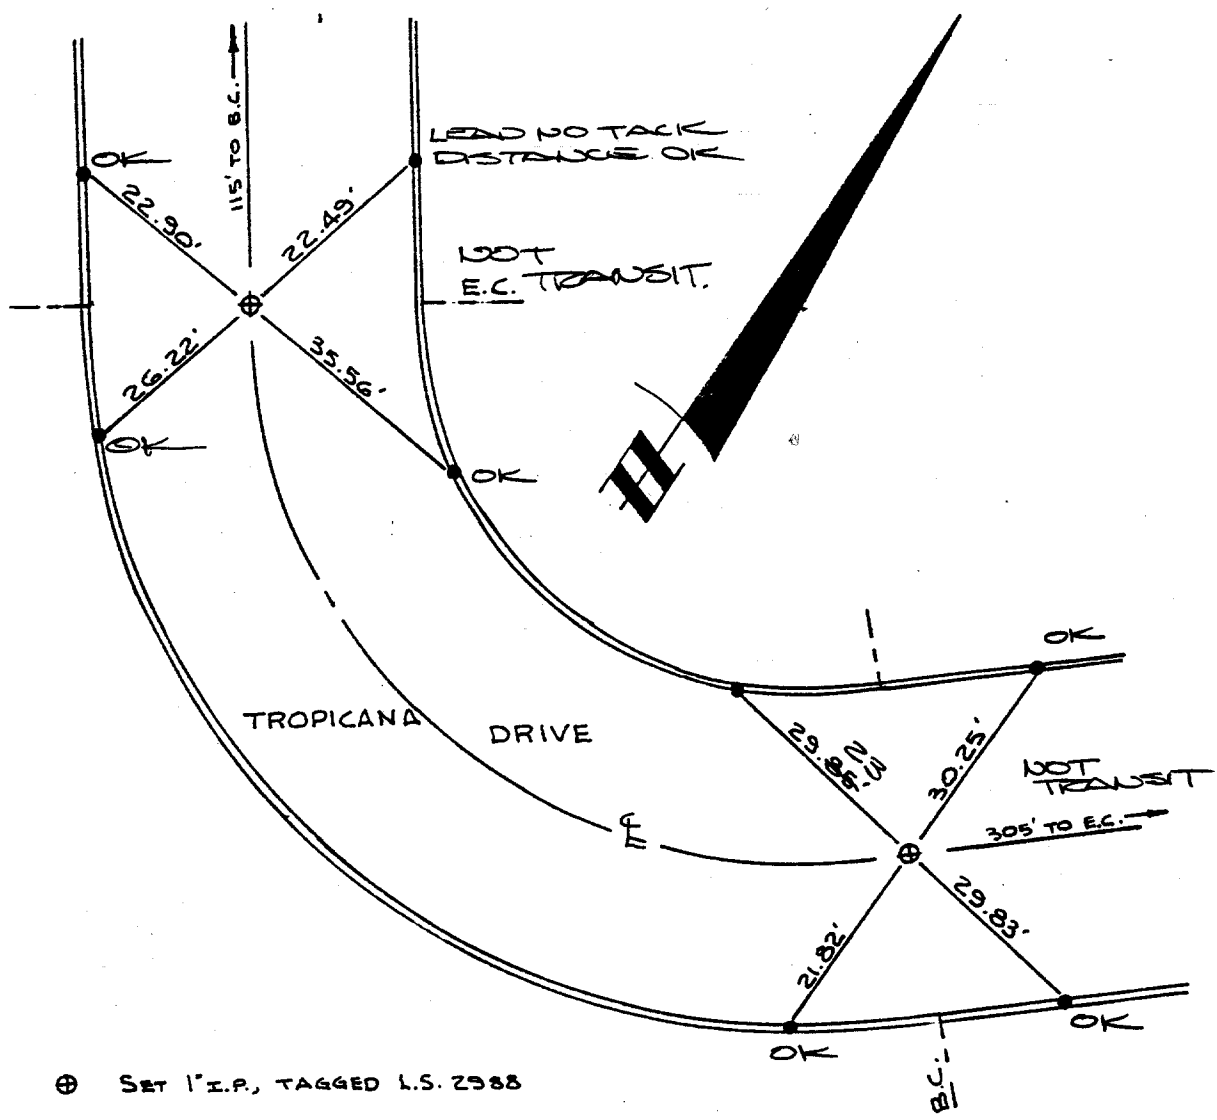 115' TO B.C.
OK
LEAD NO TACK
DISTANCE OK
22.90'
22.49'
NOT
E.C. TRANSIT.
26.22'
35.56'
OK
OK
OK
TROPICANA DRIVE
29.85'
30.25'
NOT
TRANSIT
305' TO E.C.
29.83'
21.82'
OK
OK
B.C.
SET 1" I.P., TAGGED L.S. 2988